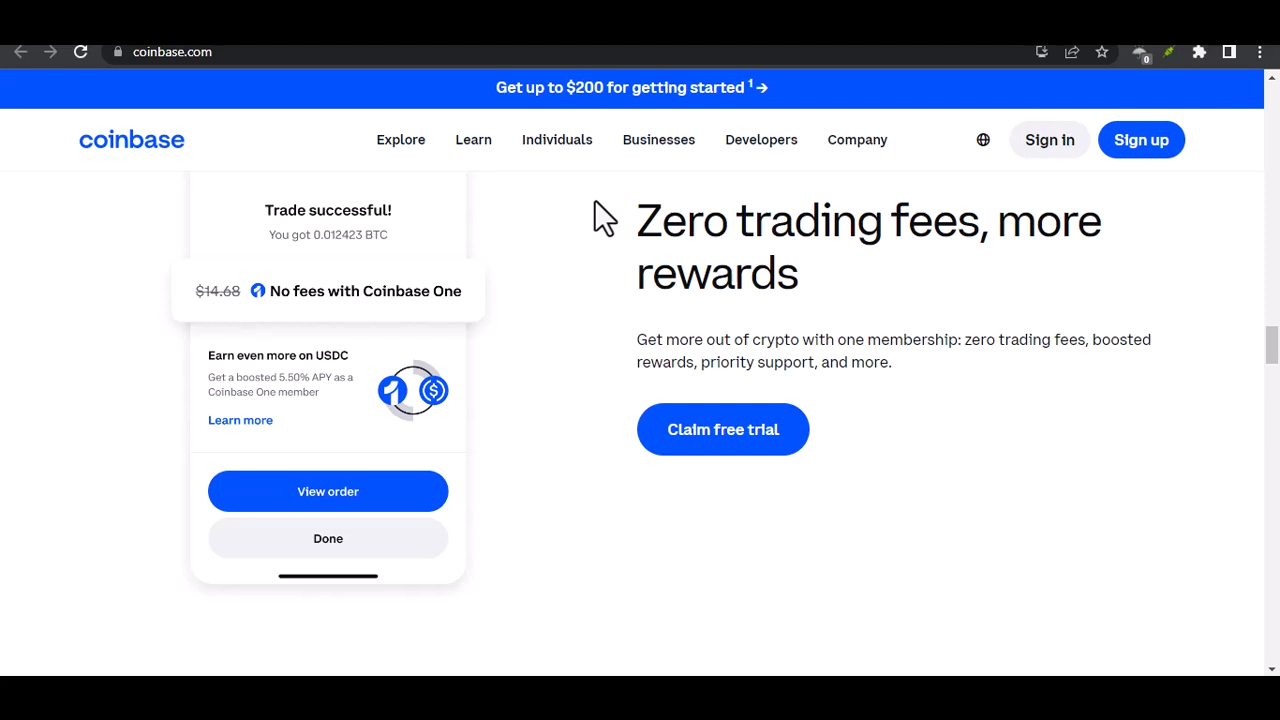 coinbase.com
0
Get up to $200 for getting started 1 →
coinbase
Explore
Learn
Individuals
Businesses
Developers
Company
Sign in
Sign up
Trade successful!
You got 0.012423 BTC
$14.68 No fees with Coinbase One
Earn even more on USDC
Get a boosted 5.50% APY as a
Coinbase One member
Learn more
View order
Done
Zero trading fees, more
rewards
Get more out of crypto with one membership: zero trading fees, boosted
rewards, priority support, and more.
Claim free trial